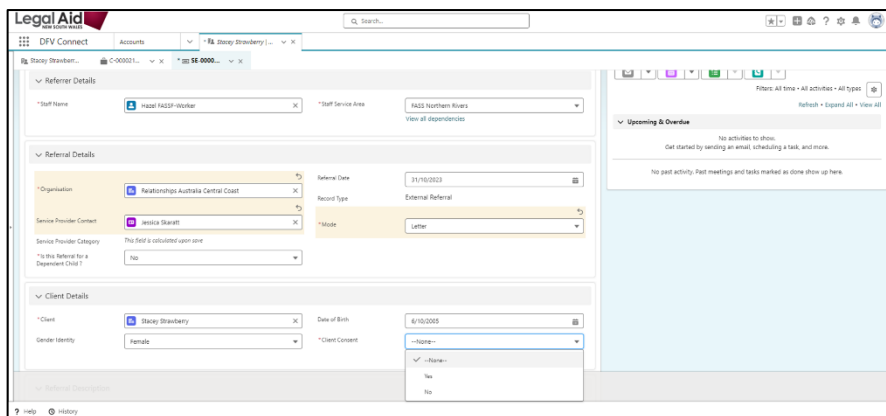 Legal Aid
NEW SOUTH WALES
Search...
DFV Connect
Accounts
* Stacey Strawberry | ...
Stacey Strawberr...
C-000021...
* SE-0000...
Referrer Details
*Staff Name
Hazel FASSF-Worker
*Staff Service Area
FASS Northern Rivers
View all dependencies
Referral Details
*Organisation
Relationships Australia Central Coast
Referral Date
31/10/2023
Record Type
External Referral
Service Provider Contact
Jessica Skaratt
*Mode
Letter
Service Provider Category
This field is calculated upon save
*Is this Referral for a
Dependent Child ?
No
Client Details
*Client
Stacey Strawberry
Date of Birth
6/10/2005
Gender Identity
Female
*Client Consent
--None--
--None--
Yes
No
Referral Description
Filters: All time • All activities • All types
Refresh • Expand All • View All
Upcoming & Overdue
No activities to show.
Get started by sending an email, scheduling a task, and more.
No past activity. Past meetings and tasks marked as done show up here.
? Help
History